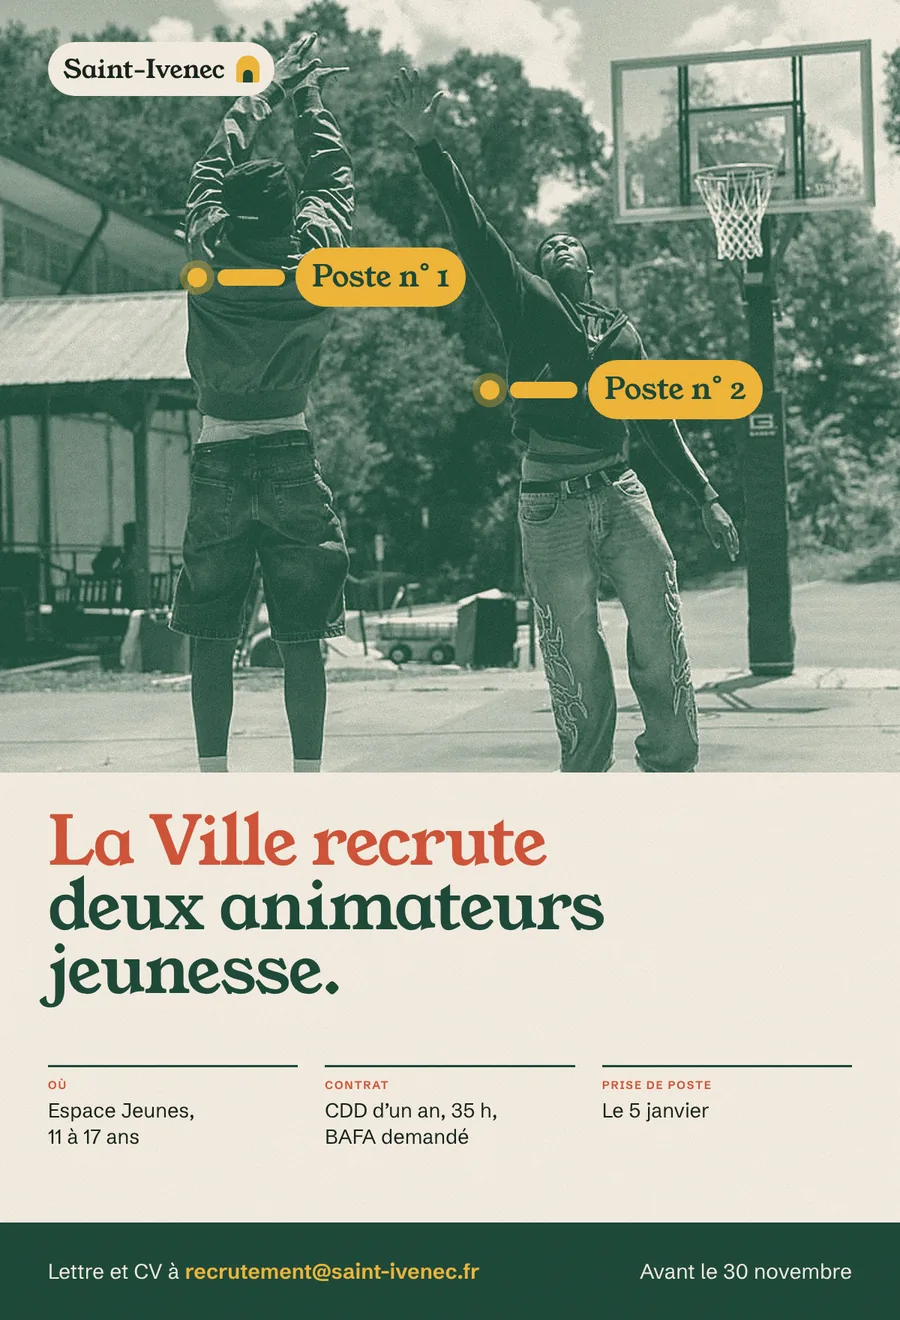 Saint-Ivenec
Poste n° 1
Poste n° 2
G
La Ville recrute
deux animateurs
jeunesse.
OÙ
Espace Jeunes,
11 à 17 ans
CONTRAT
CDD d’un an, 35 h,
BAFA demandé
PRISE DE POSTE
Le 5 janvier
Lettre et CV à recrutement@saint-ivenec.fr
Avant le 30 novembre